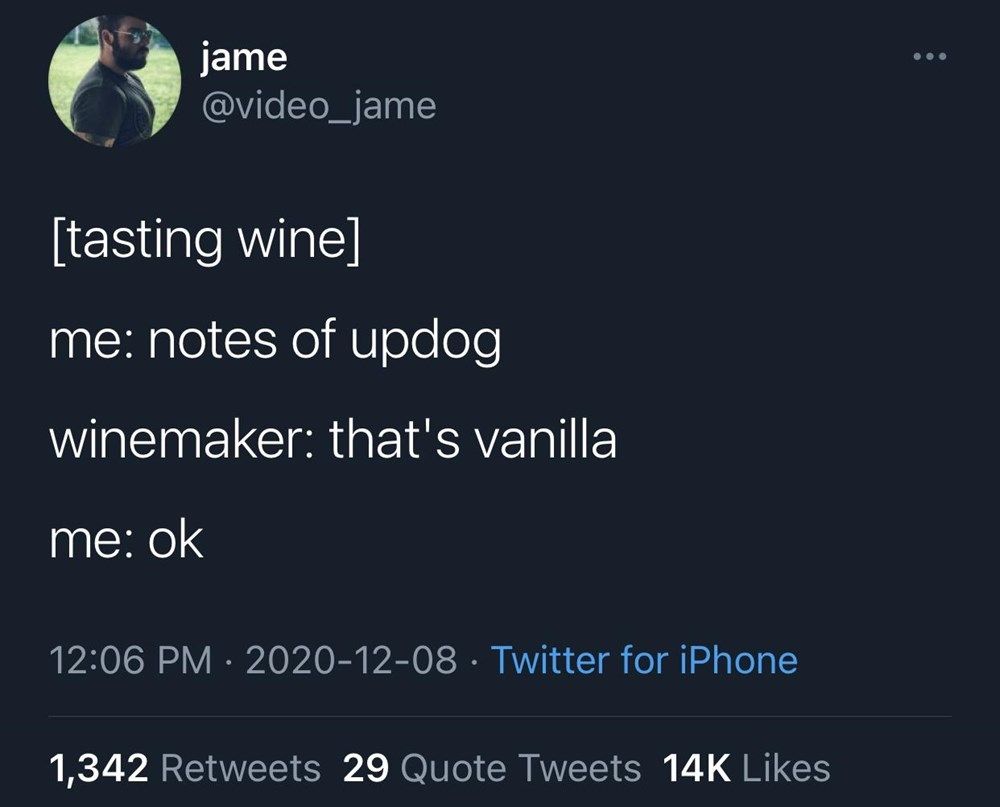 jame
@video_jame
[tasting wine]
me: notes of updog
winemaker: that's vanilla
me: ok
12:06 PM · 2020-12-08 · Twitter for iPhone
1,342 Retweets 29 Quote Tweets 14K Likes